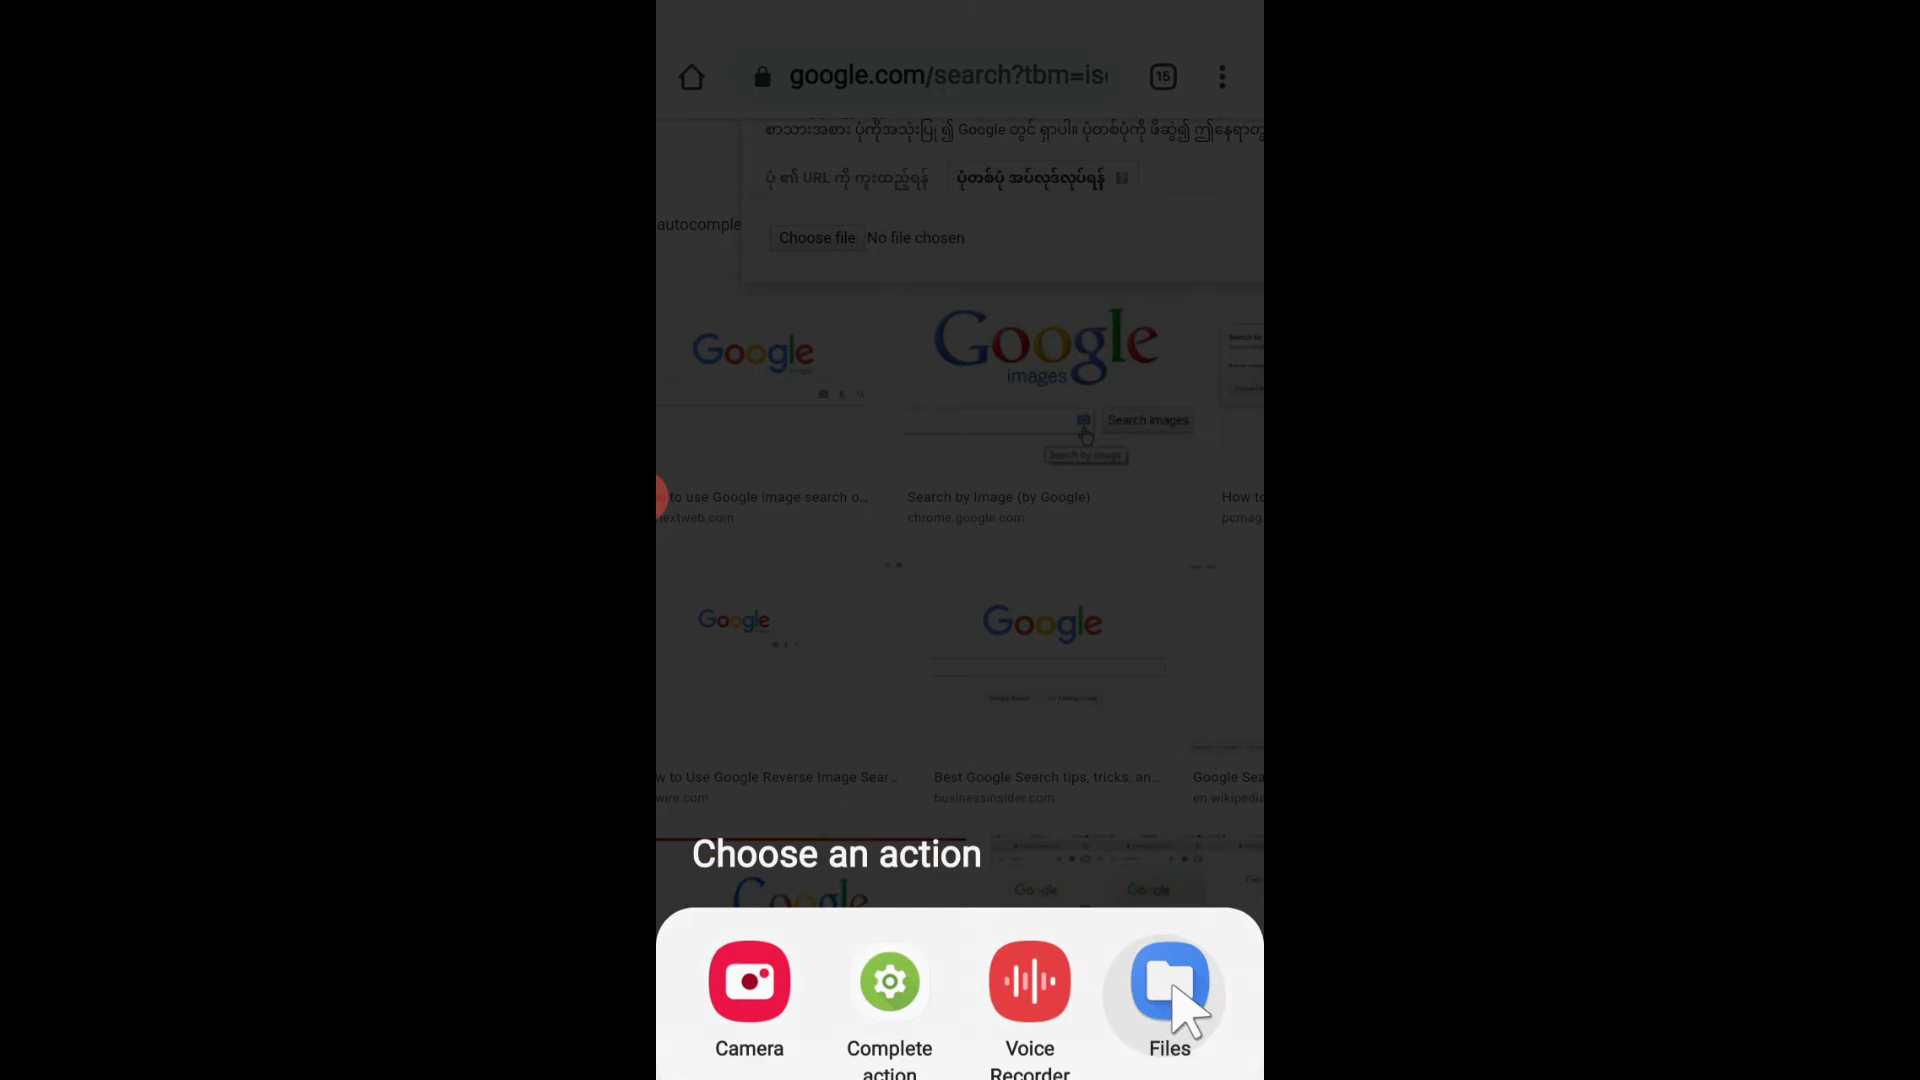 google.com/search?tbm=is
15
စာသားအစား ပုံကိုအသုံးပြု ၍ Google တွင် ရှာပါ။ ပုံတစ်ပုံကို ဖိဆွဲ၍ ဤနေရာတွ
ပုံ ၏ URL ကို ကူးထည့်ရန်
ပုံတစ်ပုံ အပ်လုဒ်လုပ်ရန်
autocomple
Choose file No file chosen
Google
Google
images
Search Images
Search by image
w to use Google image search o...
Search by Image (by Google)
How to
nextweb.com
chrome.google.com
pcmag
Google
Google
Google Search
w to Use Google Reverse Image Sear...
Best Google Search tips, tricks, an...
Google Sea
wire.com
businessinsider.com
en.wikipedia
Choose an action
Google
Google
Google
Camera
Complete action
Voice Recorder
Files